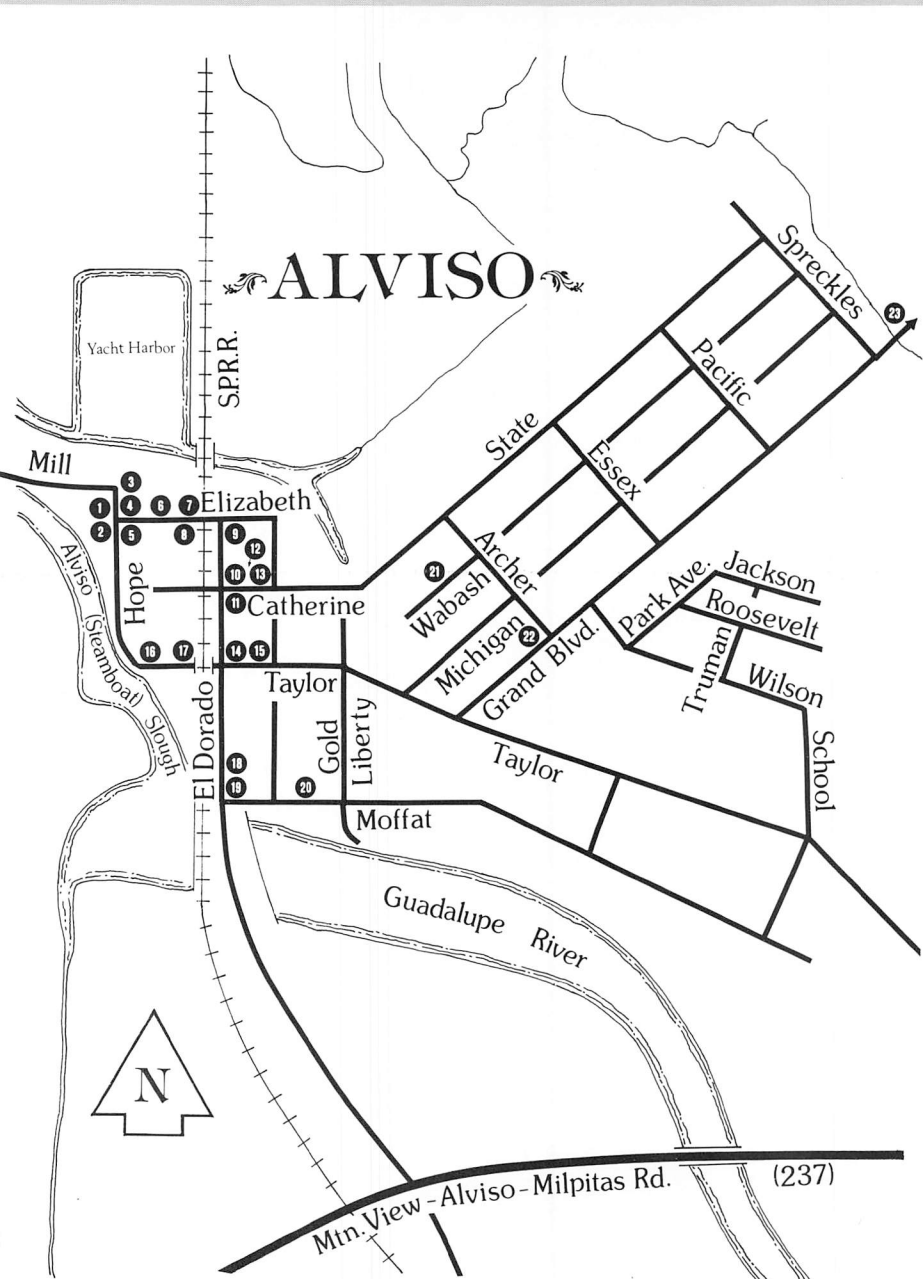 ALVISO
Spreckles
23
Yacht Harbor
S.P.R.R.
Pacific
State
Mill
3
1
4
6
7
Elizabeth
Essex
2
5
8
9
12
Archer
Alviso (Steamboat) Slough
Hope
10
13
21
Wabash
Park Ave.
Jackson
11
Catherine
Roosevelt
Michigan
22
Grand Blvd.
16
17
14
15
Truman
Wilson
Taylor
El Dorado
Gold
Liberty
School
18
Taylor
19
20
Moffat
Guadalupe River
N
Mtn. View - Alviso - Milpitas Rd.
(237)